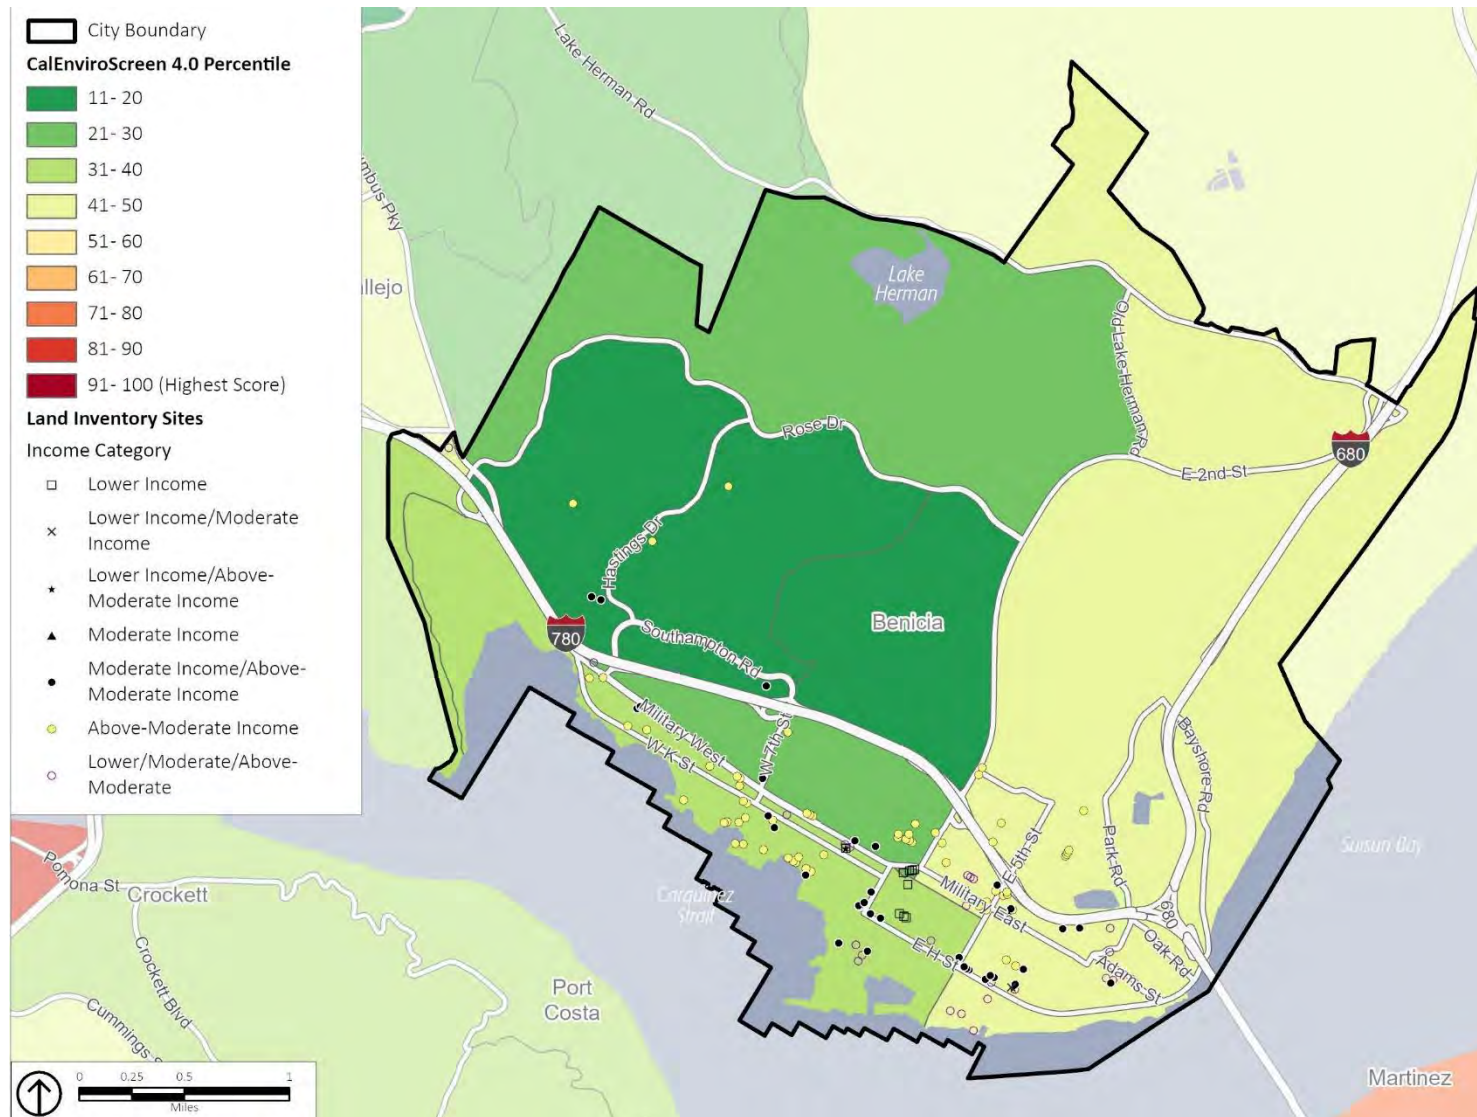 City Boundary
CalEnviroScreen 4.0 Percentile
11- 20
21- 30
31- 40
41- 50
51- 60
61- 70
71- 80
81- 90
91- 100 (Highest Score)
Land Inventory Sites
Income Category
Lower Income
Lower Income/Moderate
Income
Lower Income/Above-
Moderate Income
Moderate Income
Moderate Income/Above-
Moderate Income
Above-Moderate Income
Lower/Moderate/Above-
Moderate
Lake Herman Rd
Lake
Herman
Old Lake Herman Rd
Rose Dr
E 2nd St
680
Hastings Dr
Benicia
780
Southampton Rd
Military West
W K St
W 7th St
Bayshore Rd
Park Rd
E 5th St
Suisun Bay
Military East
680
Oak Rd
Adams St
E H St
Carquinez
Strait
Pomona St
Crockett
Crockett Blvd
Port
Costa
Martinez
0 0.25 0.5 1
Miles